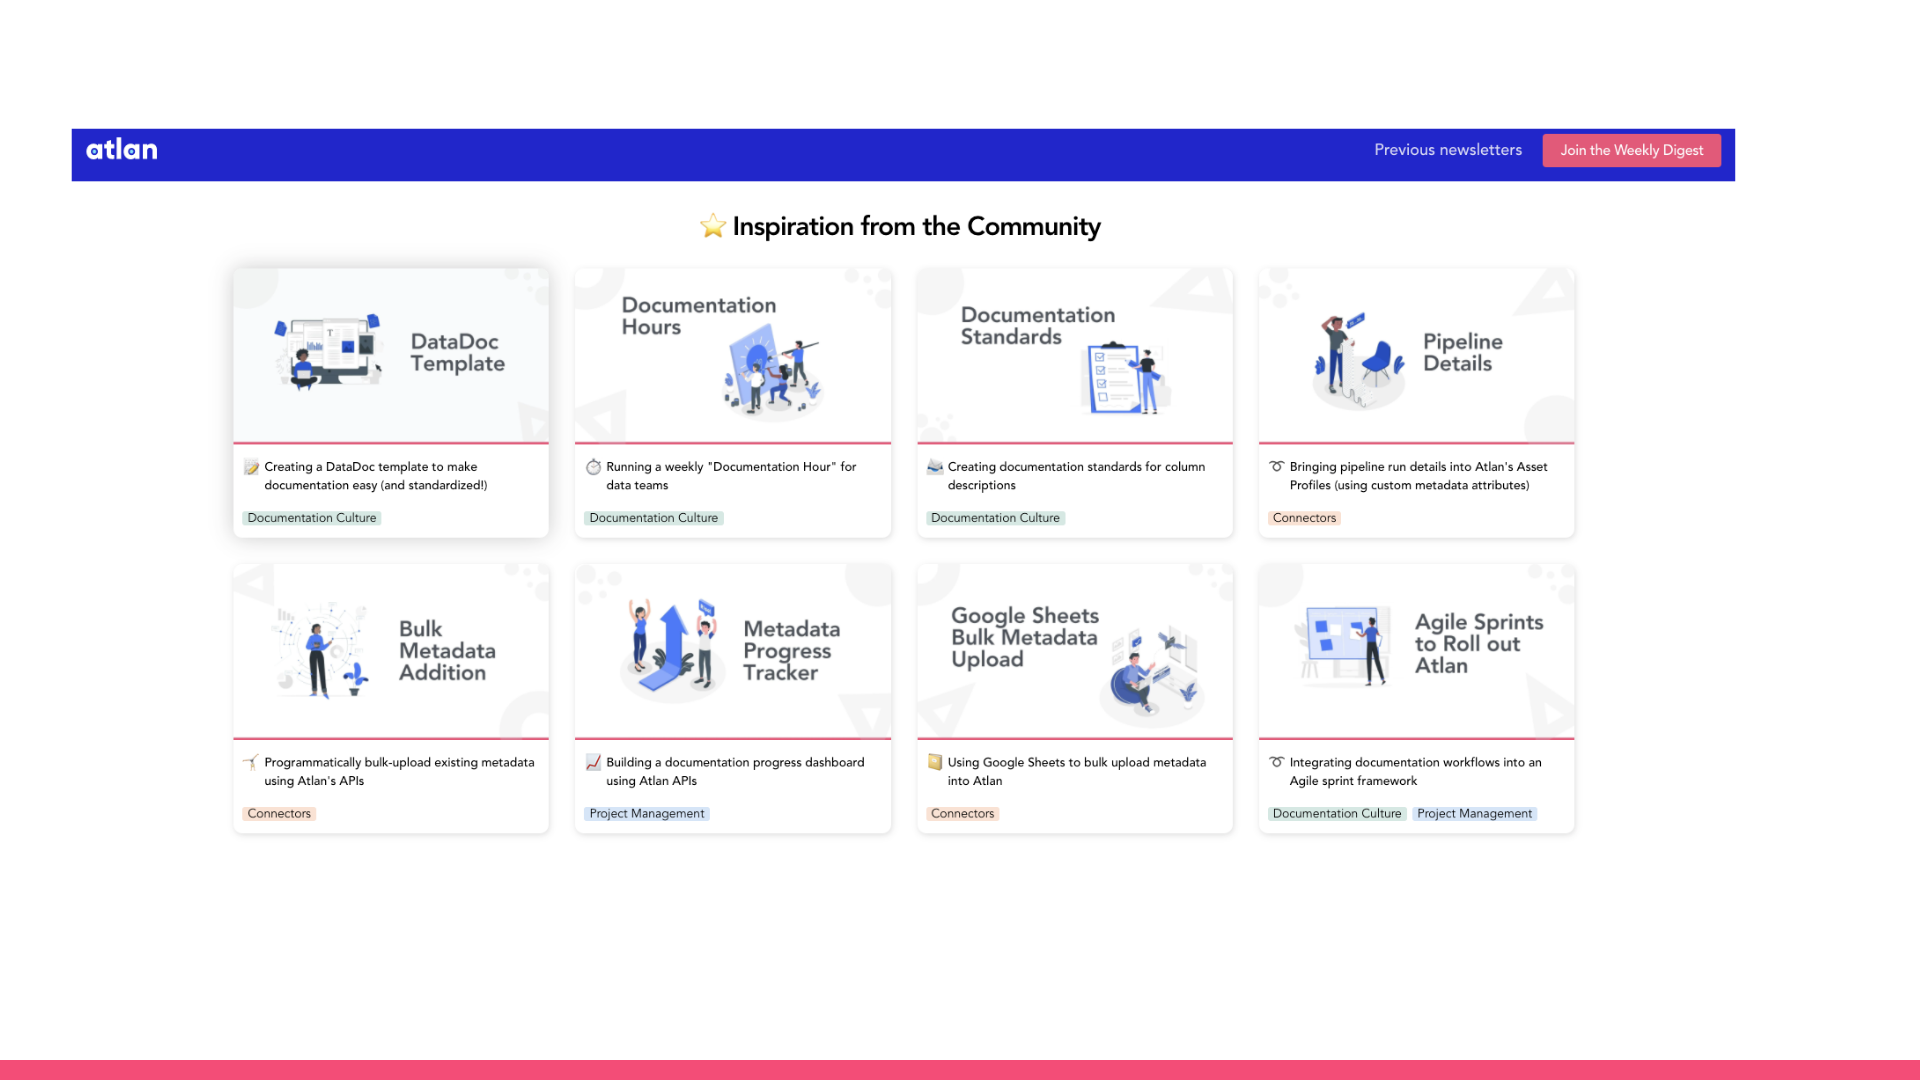 atlan
Previous newsletters
Join the Weekly Digest
⭐ Inspiration from the Community
DataDoc
Template
📝 Creating a DataDoc template to make
documentation easy (and standardized!)
Documentation Culture
Documentation
Hours
⏱ Running a weekly "Documentation Hour" for
data teams
Documentation Culture
Documentation
Standards
Creating documentation standards for column
descriptions
Documentation Culture
Pipeline
Details
➰ Bringing pipeline run details into Atlan's Asset
Profiles (using custom metadata attributes)
Connectors
Bulk
Metadata
Addition
Programmatically bulk-upload existing metadata
using Atlan's APIs
Connectors
Metadata
Progress
Tracker
📈 Building a documentation progress dashboard
using Atlan APIs
Project Management
Google Sheets
Bulk Metadata
Upload
Using Google Sheets to bulk upload metadata
into Atlan
Connectors
Agile Sprints
to Roll out
Atlan
➰ Integrating documentation workflows into an
Agile sprint framework
Documentation Culture Project Management